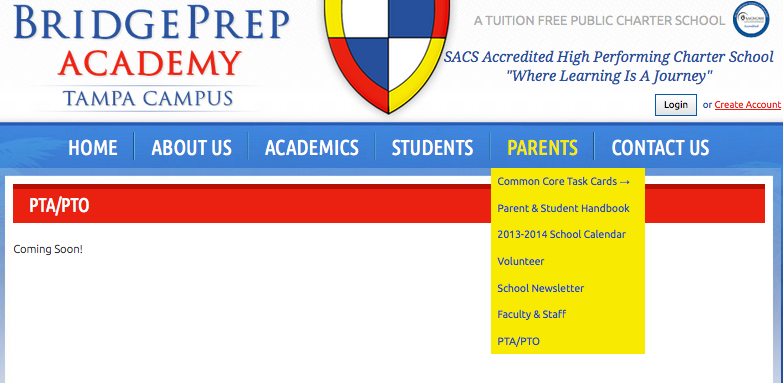 BRIDGEPREP
ACADEMY
TAMPA CAMPUS
A TUITION FREE PUBLIC CHARTER SCHOOL
SACS Accredited High Performing Charter School
"Where Learning Is A Journey"
Login or Create Account
HOME ABOUT US ACADEMICS STUDENTS PARENTS CONTACT US
PTA/PTO
Coming Soon!
Common Core Task Cards →
Parent & Student Handbook
2013-2014 School Calendar
Volunteer
School Newsletter
Faculty & Staff
PTA/PTO